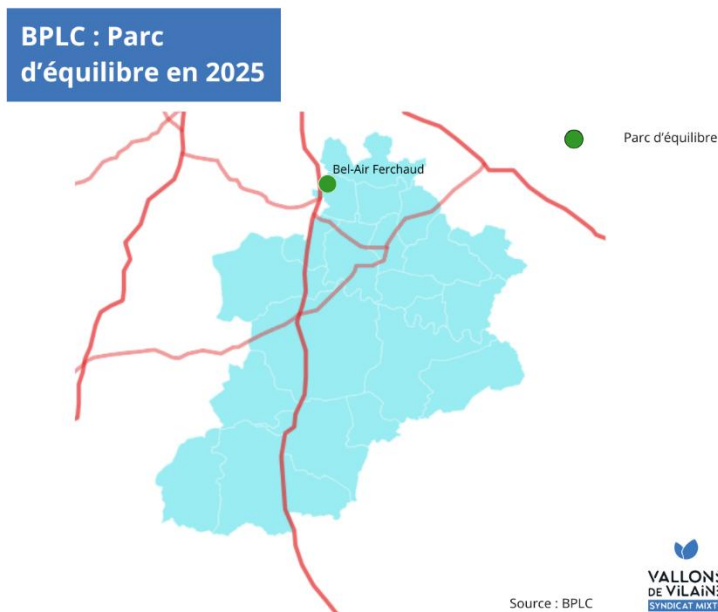 BPLC : Parc
d'équilibre en 2025
Parc d'équilibre
Bel-Air Ferchaud
Source : BPLC
VALLONS
DE ViLAiNE
SYNDICAT MIXTE